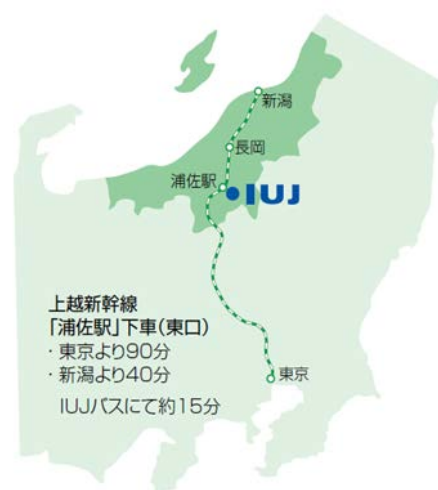 新潟
長岡
浦佐駅
IUJ
上越新幹線
「浦佐駅」下車(東口)
・東京より90分
・新潟より40分
IUJバスにて約15分
東京